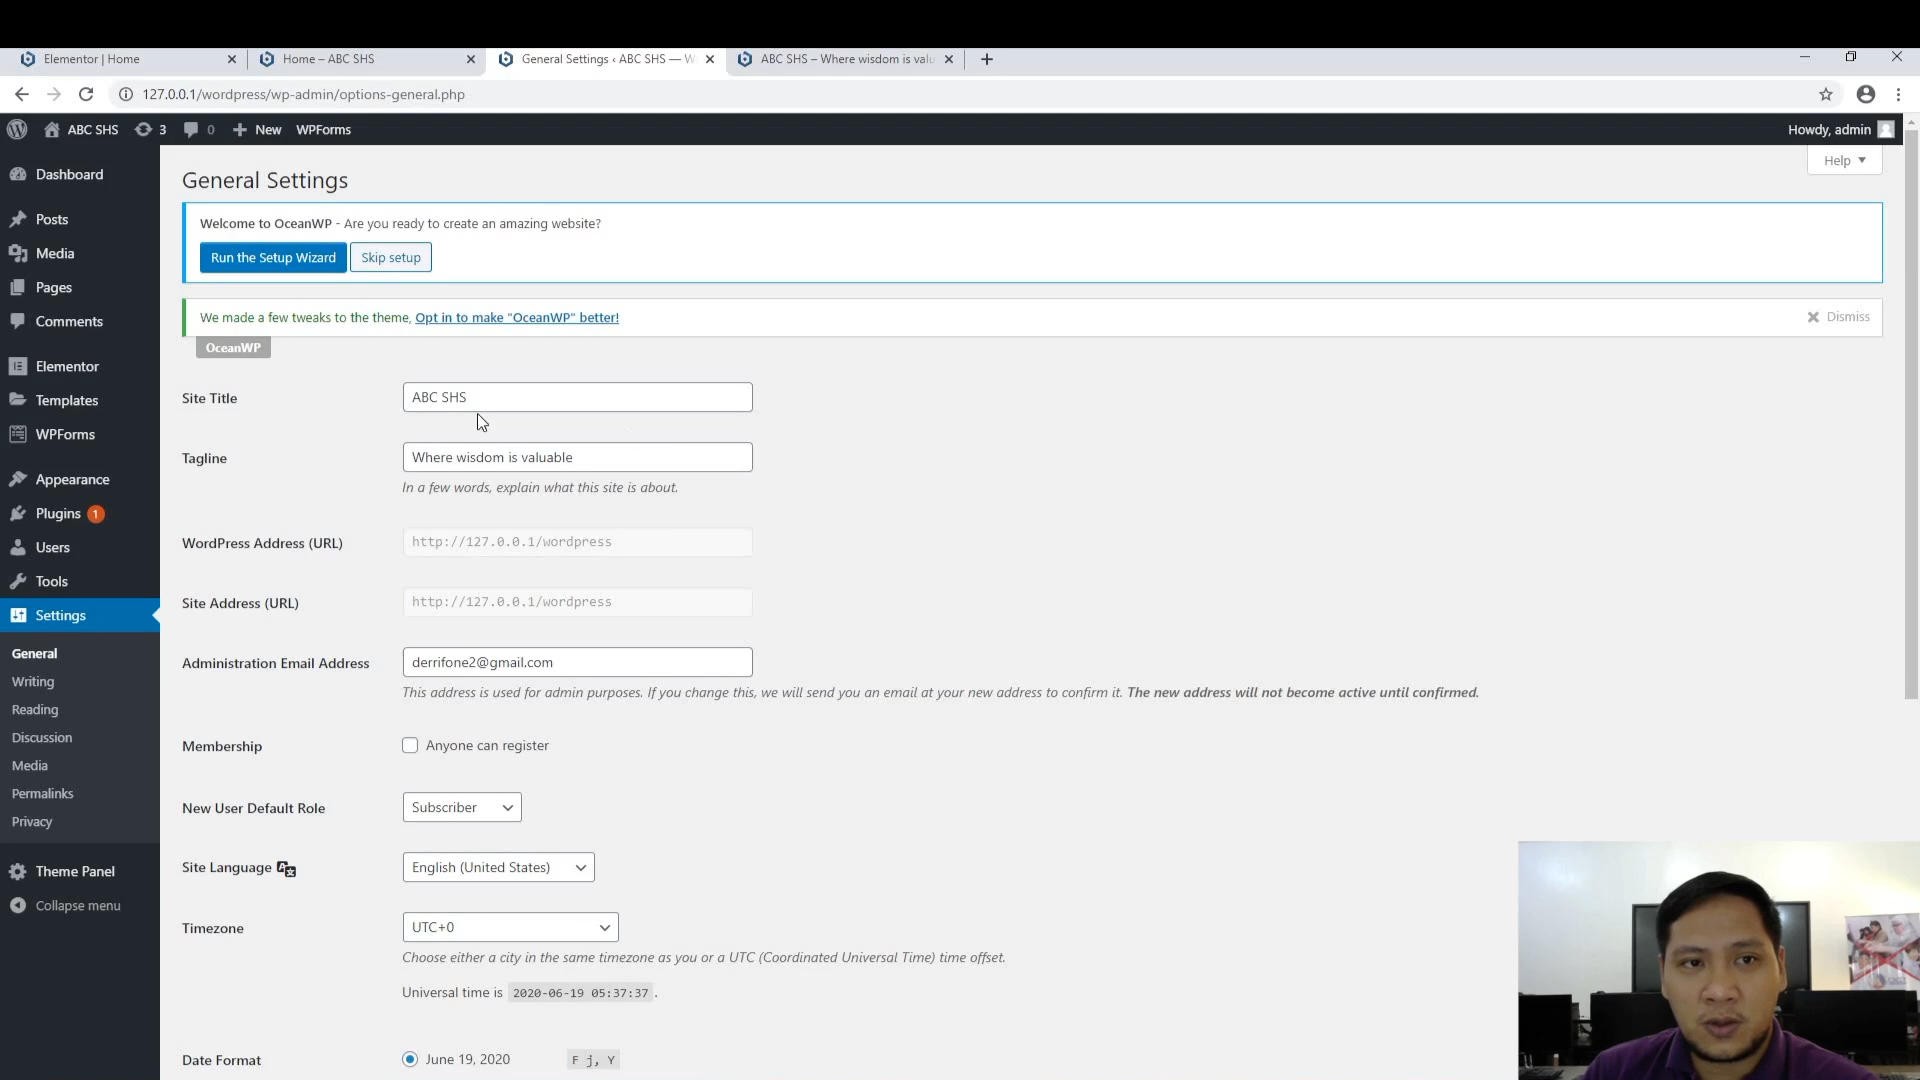 Elementor | Home
Home – ABC SHS
General Settings ‹ ABC SHS — W
ABC SHS – Where wisdom is valu
127.0.0.1/wordpress/wp-admin/options-general.php
ABC SHS
3
0
New
WPForms
Howdy, admin
Help
Dashboard
Posts
Media
Pages
Comments
Elementor
Templates
WPForms
Appearance
Plugins 1
Users
Tools
Settings
General
Writing
Reading
Discussion
Media
Permalinks
Privacy
Theme Panel
Collapse menu
General Settings
Welcome to OceanWP - Are you ready to create an amazing website?
Run the Setup Wizard
Skip setup
We made a few tweaks to the theme, Opt in to make "OceanWP" better!
Dismiss
OceanWP
Site Title
ABC SHS
Tagline
Where wisdom is valuable
In a few words, explain what this site is about.
WordPress Address (URL)
http://127.0.0.1/wordpress
Site Address (URL)
http://127.0.0.1/wordpress
Administration Email Address
derrifone2@gmail.com
This address is used for admin purposes. If you change this, we will send you an email at your new address to confirm it. The new address will not become active until confirmed.
Membership
Anyone can register
New User Default Role
Subscriber
Site Language
English (United States)
Timezone
UTC+0
Choose either a city in the same timezone as you or a UTC (Coordinated Universal Time) time offset.
Universal time is 2020-06-19 05:37:37 .
Date Format
June 19, 2020
F j, Y